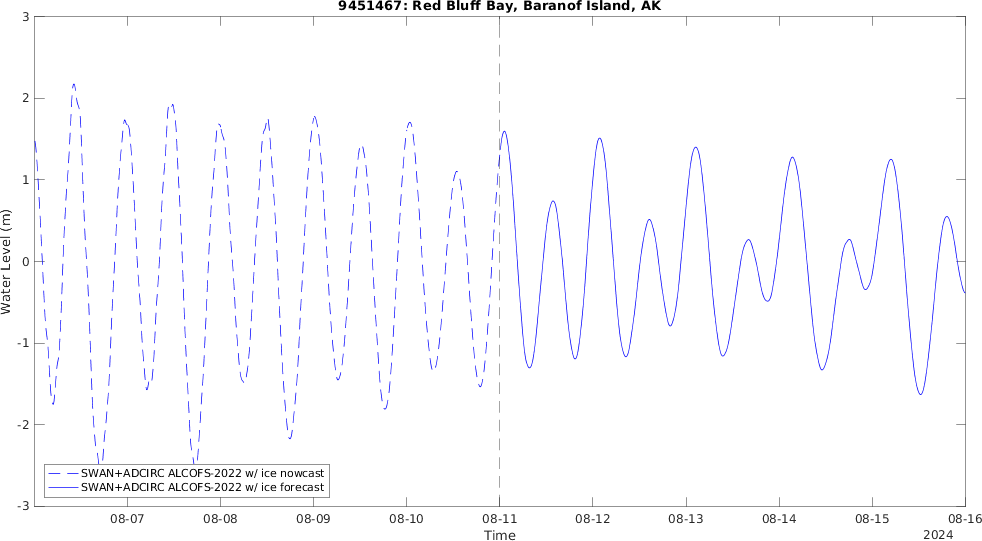 9451467: Red Bluff Bay, Baranof Island, AK
3
2
1
0
-1
-2
-3
Water Level (m)
SWAN+ADCIRC ALCOFS-2022 w/ ice nowcast
SWAN+ADCIRC ALCOFS-2022 w/ ice forecast
08-07 08-08 08-09 08-10 08-11 08-12 08-13 08-14 08-15 08-16
Time
2024